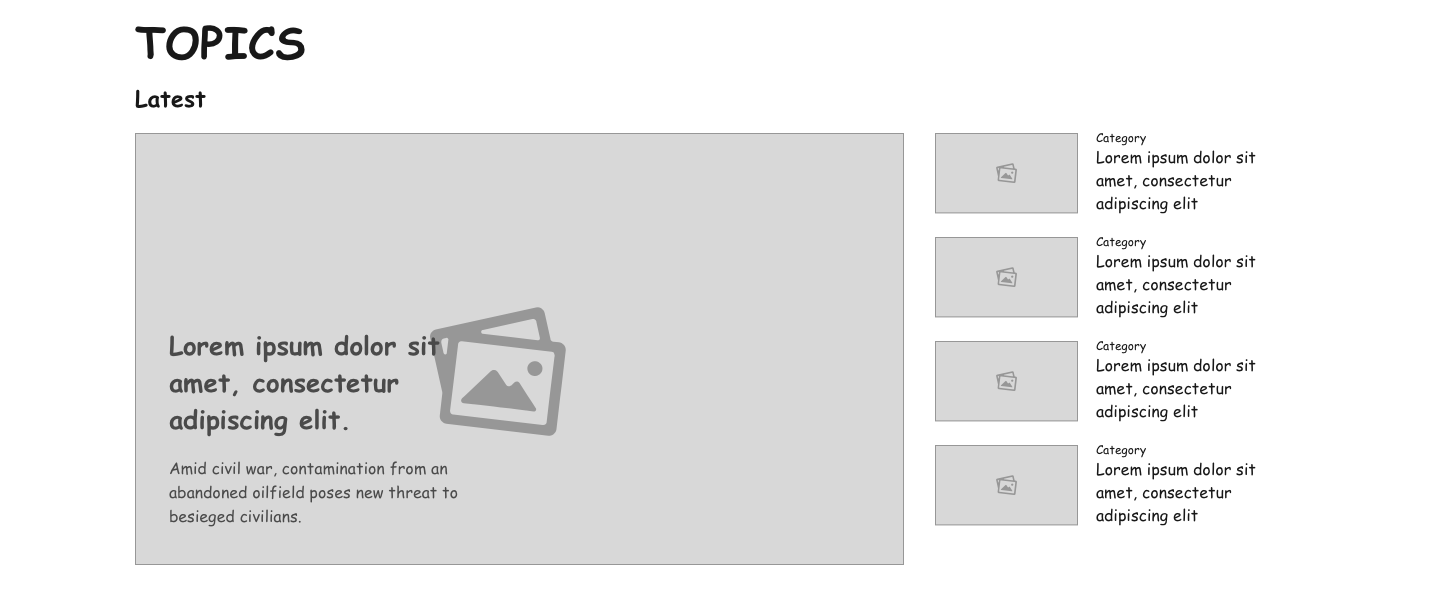 TOPICS
Latest
Lorem ipsum dolor sit
amet, consectetur
adipiscing elit.
Amid civil war, contamination from an
abandoned oilfield poses new threat to
besieged civilians.
Category
Lorem ipsum dolor sit
amet, consectetur
adipiscing elit
Category
Lorem ipsum dolor sit
amet, consectetur
adipiscing elit
Category
Lorem ipsum dolor sit
amet, consectetur
adipiscing elit
Category
Lorem ipsum dolor sit
amet, consectetur
adipiscing elit